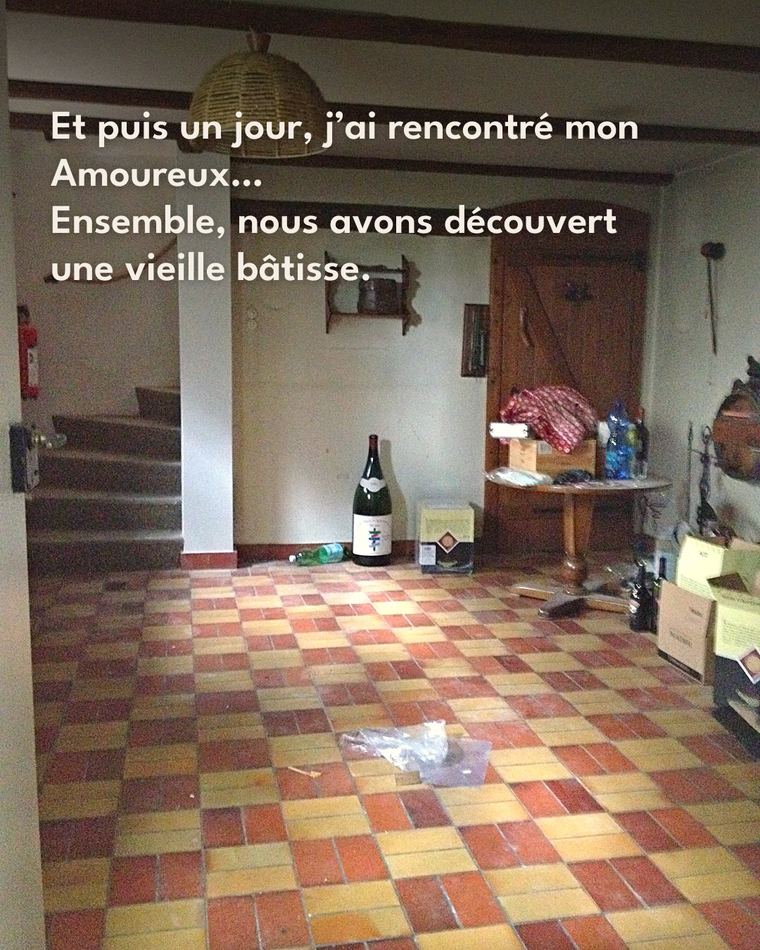 Et puis un jour, j’ai rencontré mon
Amoureux...
Ensemble, nous avons découvert
une vieille bâtisse.